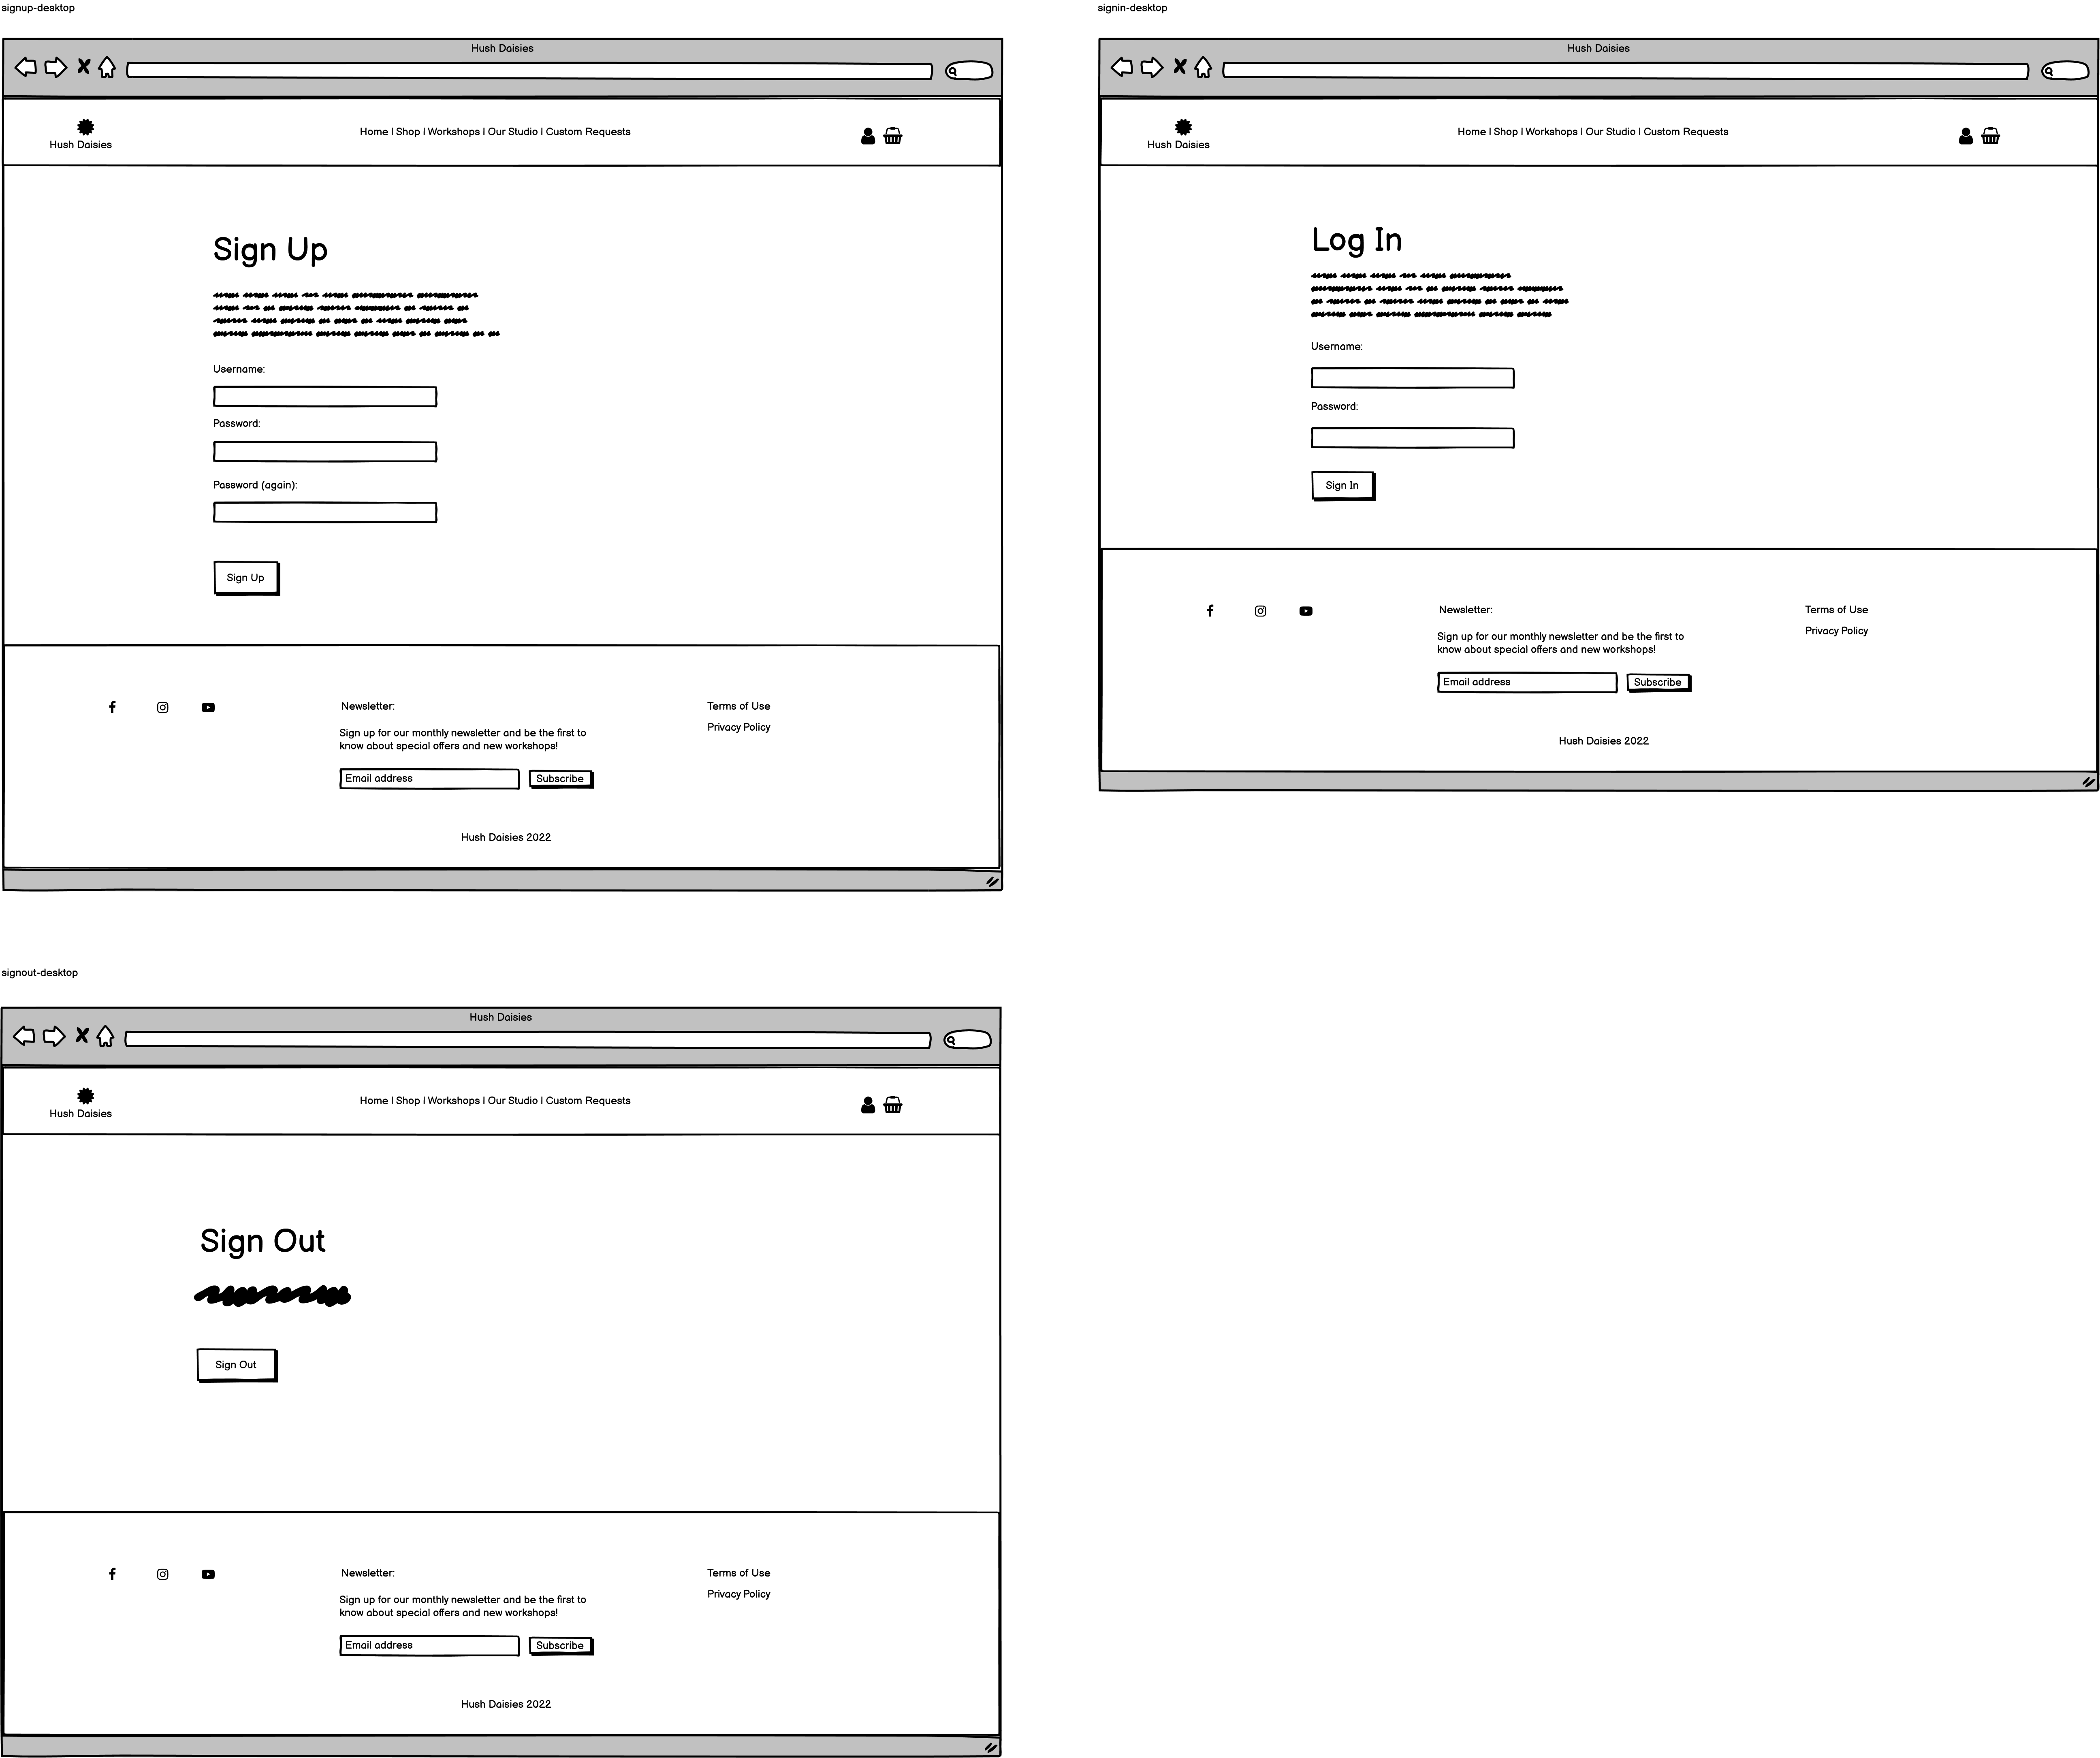 signup-desktop
Hush Daisies
Hush Daisies
Home | Shop | Workshops | Our Studio | Custom Requests
Sign Up
Username:
Password:
Password (again):
Sign Up
Newsletter:
Sign up for our monthly newsletter and be the first to
know about special offers and new workshops!
Email address
Subscribe
Terms of Use
Privacy Policy
Hush Daisies 2022
signin-desktop
Hush Daisies
Hush Daisies
Home | Shop | Workshops | Our Studio | Custom Requests
Log In
Username:
Password:
Sign In
Newsletter:
Sign up for our monthly newsletter and be the first to
know about special offers and new workshops!
Email address
Subscribe
Terms of Use
Privacy Policy
Hush Daisies 2022
signout-desktop
Hush Daisies
Hush Daisies
Home | Shop | Workshops | Our Studio | Custom Requests
Sign Out
Sign Out
Newsletter:
Sign up for our monthly newsletter and be the first to
know about special offers and new workshops!
Email address
Subscribe
Terms of Use
Privacy Policy
Hush Daisies 2022